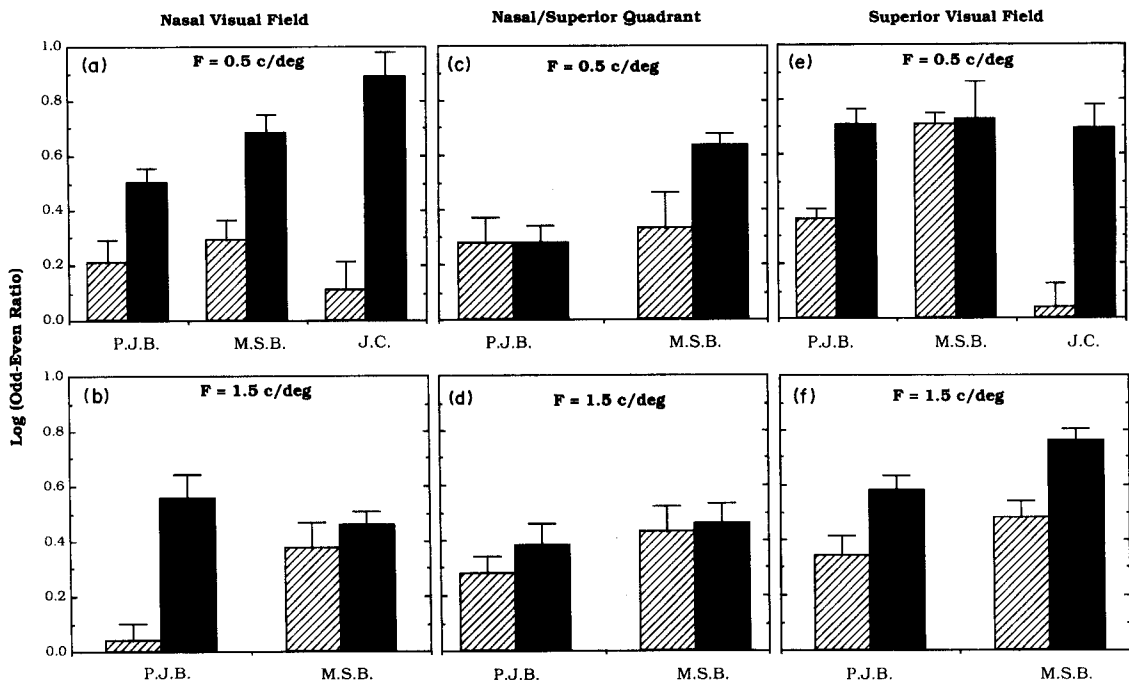 Nasal Visual Field
Nasal/Superior Quadrant
Superior Visual Field
Log (Odd-Even Ratio)
(a)
F = 0.5 c/deg
1.0
0.8
0.6
0.4
0.2
0.0
P.J.B. M.S.B. J.C.
(c)
F = 0.5 c/deg
P.J.B. M.S.B.
(e)
F = 0.5 c/deg
P.J.B. M.S.B. J.C.
(b)
F = 1.5 c/deg
1.0
0.8
0.6
0.4
0.2
0.0
P.J.B. M.S.B.
(d)
F = 1.5 c/deg
P.J.B. M.S.B.
(f)
F = 1.5 c/deg
P.J.B. M.S.B.